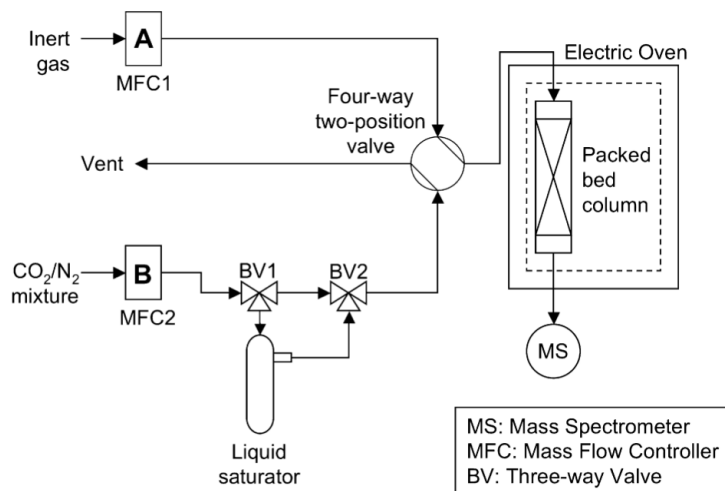 Inert
gas
A
MFC1
Four-way
two-position
valve
Electric Oven
Packed
bed
column
Vent
CO₂/N₂
mixture
B
MFC2
BV1
BV2
Liquid
saturator
MS
MS: Mass Spectrometer
MFC: Mass Flow Controller
BV: Three-way Valve